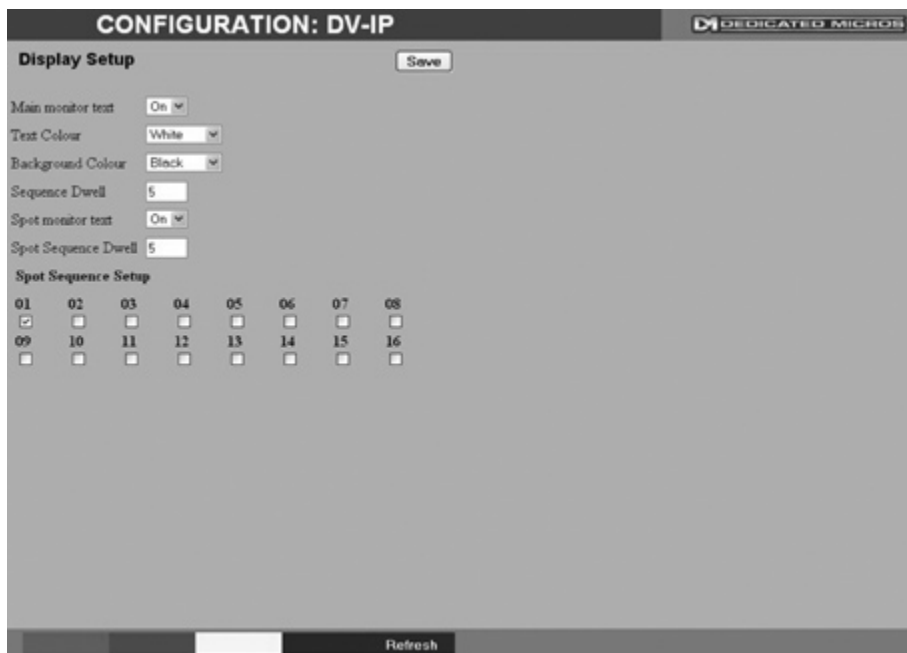 CONFIGURATION: DV-IP
DEDICATED MICROS
Display Setup
Save
Main monitor text On
Text Colour White
Background Colour Black
Sequence Dwell 5
Spot monitor text On
Spot Sequence Dwell 5
Spot Sequence Setup
01 02 03 04 05 06 07 08
09 10 11 12 13 14 15 16
Refresh